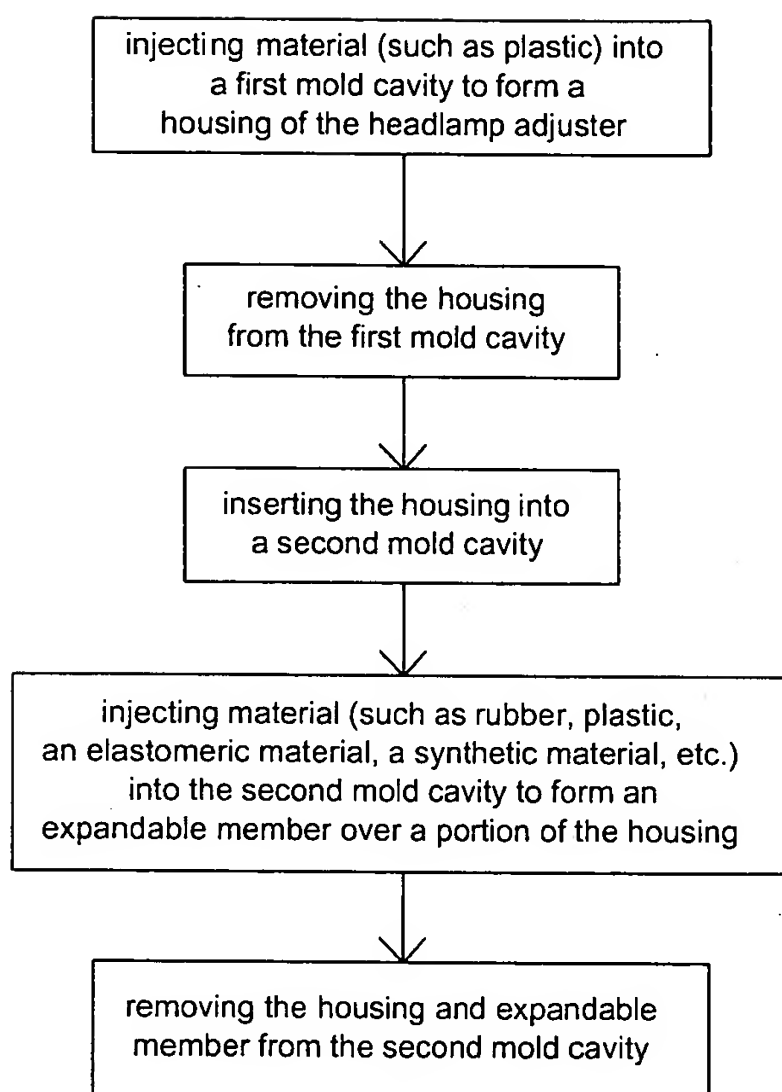 injecting material (such as plastic) into
a first mold cavity to form a
housing of the headlamp adjuster
removing the housing
from the first mold cavity
inserting the housing into
a second mold cavity
injecting material (such as rubber, plastic,
an elastomeric material, a synthetic material, etc.)
into the second mold cavity to form an
expandable member over a portion of the housing
removing the housing and expandable
member from the second mold cavity